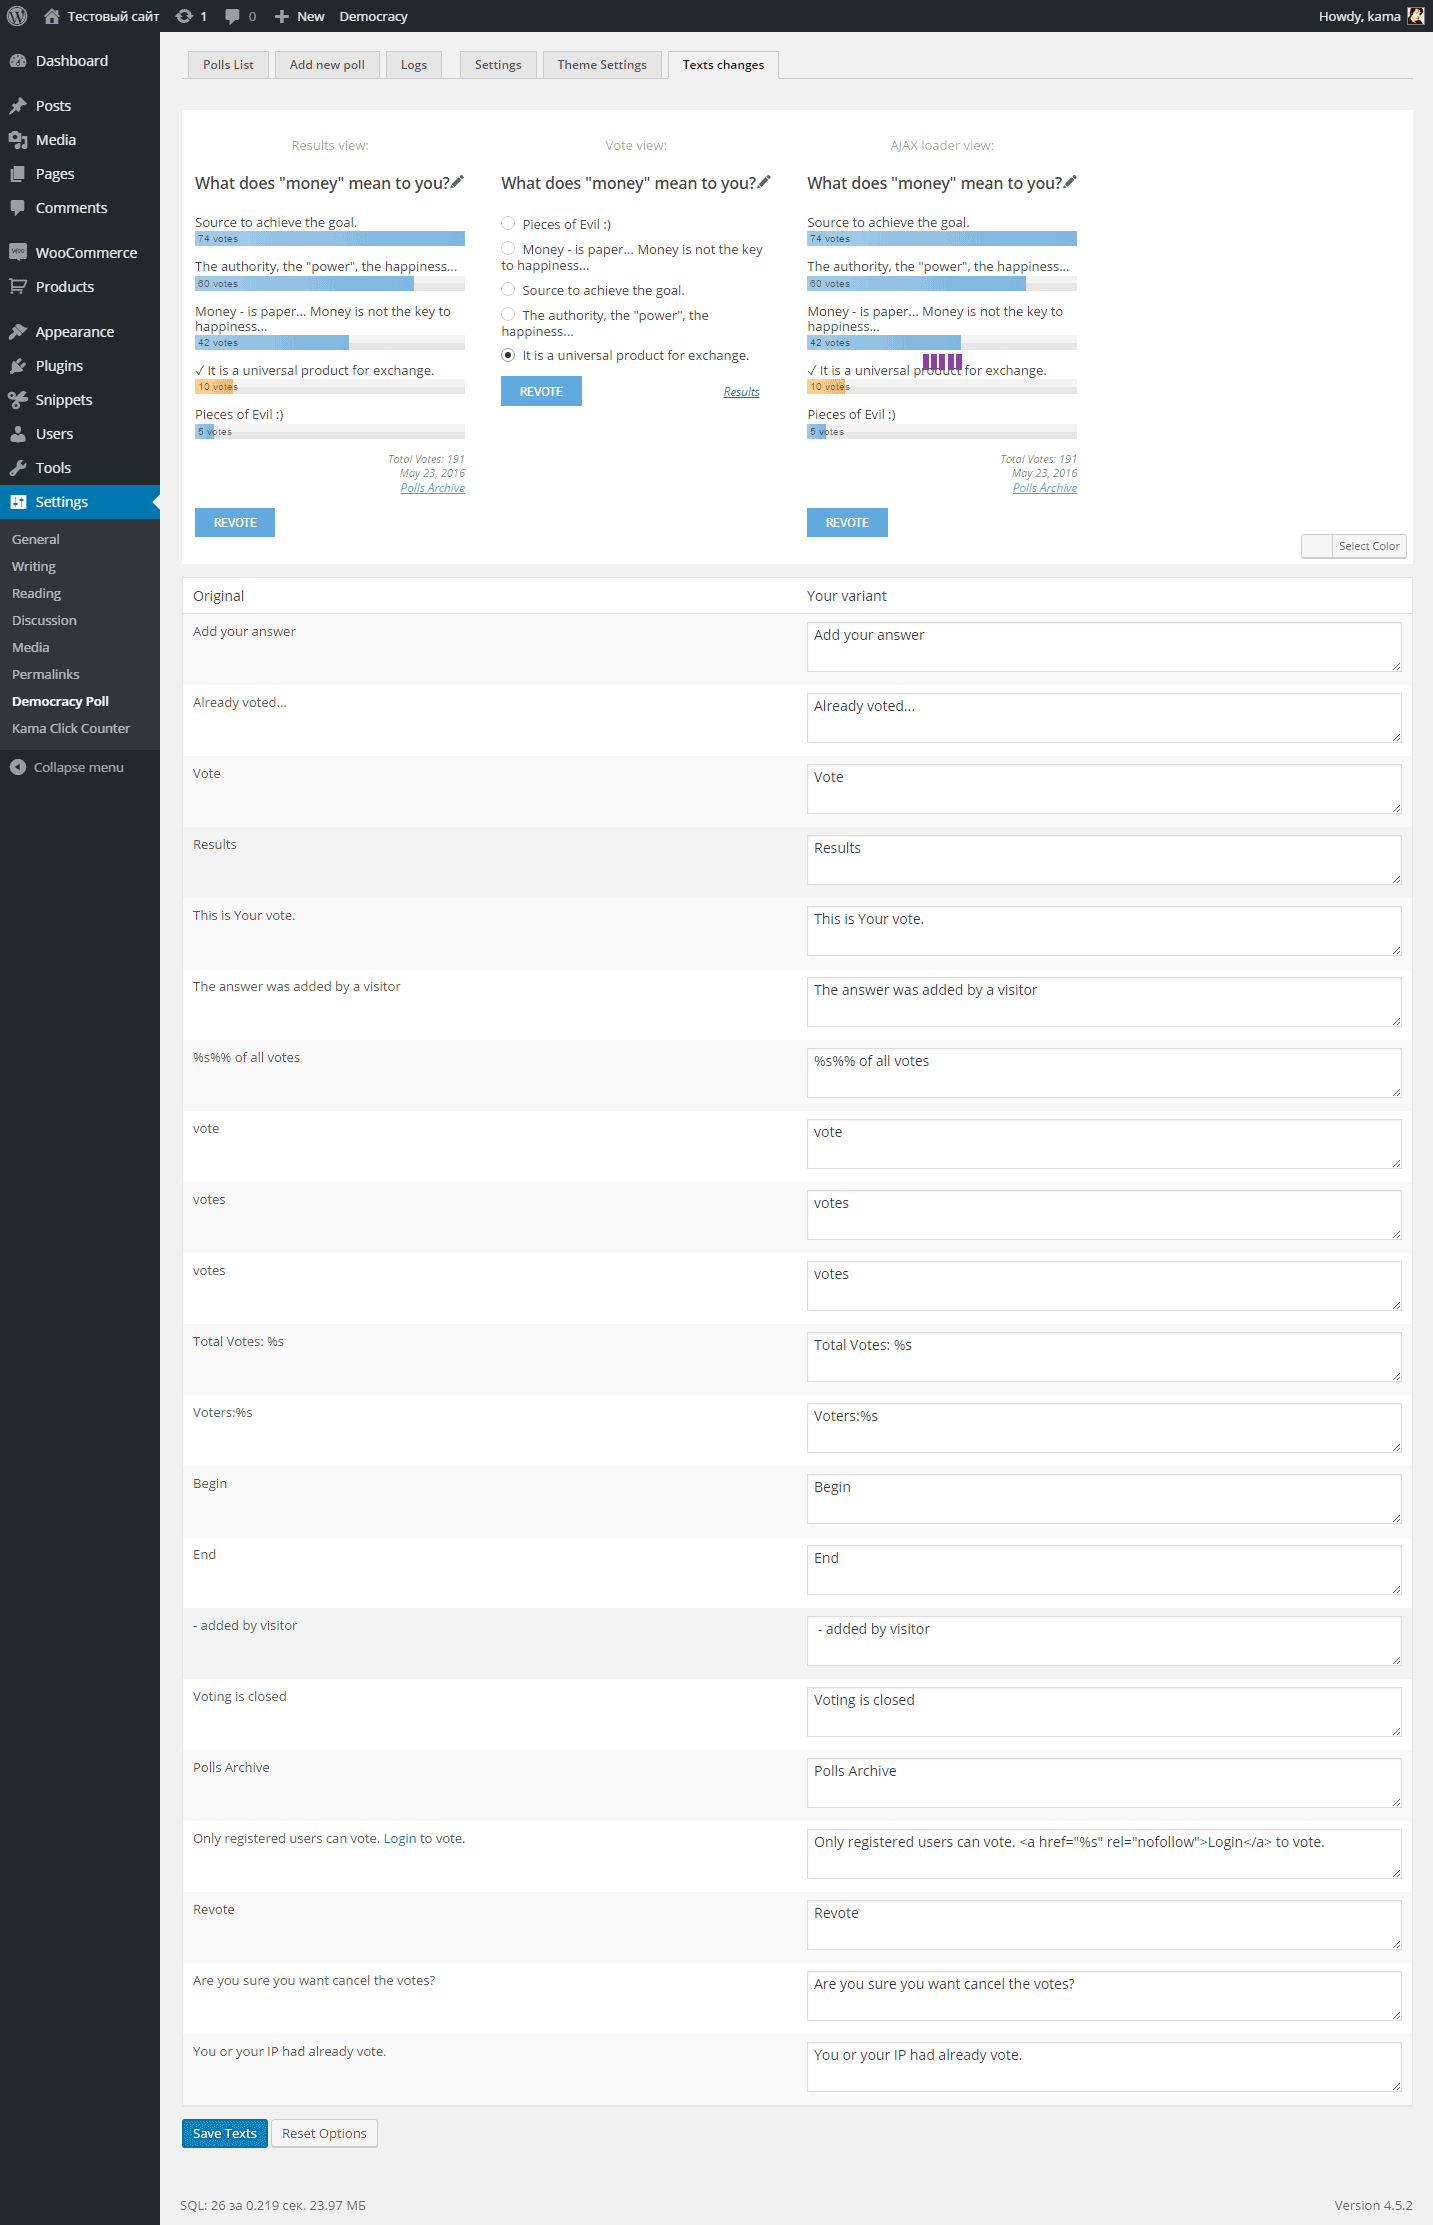 Тестовый сайт 1 0 New Democracy Howdy, kama
Dashboard
Posts
Media
Pages
Comments
WooCommerce
Products
Appearance
Plugins
Snippets
Users
Tools
Settings
General
Writing
Reading
Discussion
Media
Permalinks
Democracy Poll
Kama Click Counter
Collapse menu
Polls List Add new poll Logs Settings Theme Settings Texts changes
Results view:
What does "money" mean to you?
Source to achieve the goal.
74 votes
The authority, the "power", the happiness...
60 votes
Money - is paper... Money is not the key to
happiness...
42 votes
✓ It is a universal product for exchange.
10 votes
Pieces of Evil :)
5 votes
Total Votes: 191
May 23, 2016
Polls Archive
REVOTE
Vote view:
What does "money" mean to you?
Pieces of Evil :)
Money - is paper... Money is not the key
to happiness...
Source to achieve the goal.
The authority, the "power", the
happiness...
It is a universal product for exchange.
REVOTE Results
AJAX loader view:
What does "money" mean to you?
Source to achieve the goal.
74 votes
The authority, the "power", the happiness...
60 votes
Money - is paper... Money is not the key to
happiness...
42 votes
✓ It is a universal product for exchange.
10 votes
Pieces of Evil :)
5 votes
Total Votes: 191
May 23, 2016
Polls Archive
REVOTE
Select Color
Original Your variant
Add your answer Add your answer
Already voted... Already voted...
Vote Vote
Results Results
This is Your vote. This is Your vote.
The answer was added by a visitor The answer was added by a visitor
%s%% of all votes %s%% of all votes
vote vote
votes votes
votes votes
Total Votes: %s Total Votes: %s
Voters:%s Voters:%s
Begin Begin
End End
- added by visitor - added by visitor
Voting is closed Voting is closed
Polls Archive Polls Archive
Only registered users can vote. Login to vote. Only registered users can vote. <a href="%s" rel="nofollow">Login</a> to vote.
Revote Revote
Are you sure you want cancel the votes? Are you sure you want cancel the votes?
You or your IP had already vote. You or your IP had already vote.
Save Texts Reset Options
SQL: 26 за 0.219 сек. 23.97 МБ Version 4.5.2